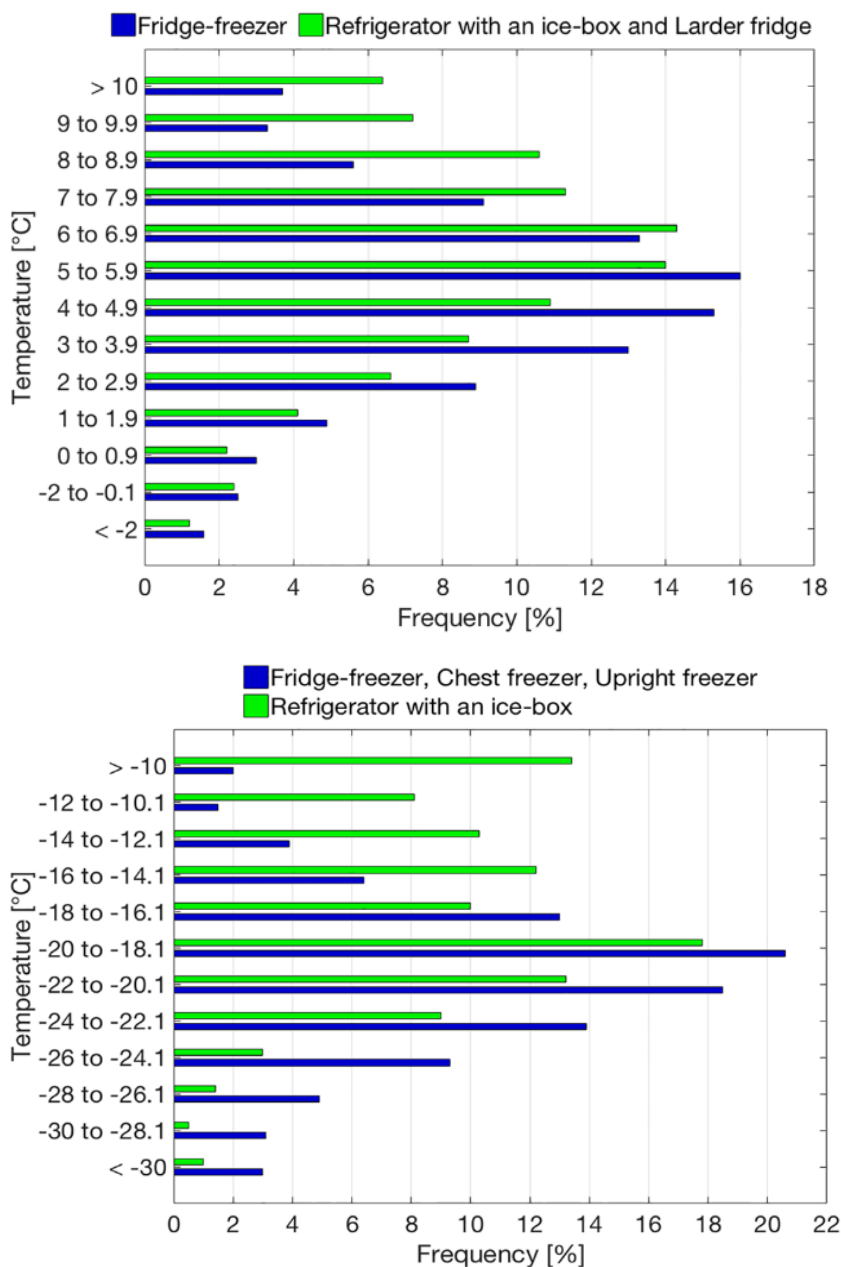 Fridge-freezer Refrigerator with an ice-box and Larder fridge
> 10
9 to 9.9
8 to 8.9
7 to 7.9
6 to 6.9
5 to 5.9
4 to 4.9
3 to 3.9
2 to 2.9
1 to 1.9
0 to 0.9
-2 to -0.1
< -2
Temperature [°C]
0 2 4 6 8 10 12 14 16 18
Frequency [%]
Fridge-freezer, Chest freezer, Upright freezer
Refrigerator with an ice-box
> -10
-12 to -10.1
-14 to -12.1
-16 to -14.1
-18 to -16.1
-20 to -18.1
-22 to -20.1
-24 to -22.1
-26 to -24.1
-28 to -26.1
-30 to -28.1
< -30
Temperature [°C]
0 2 4 6 8 10 12 14 16 18 20 22
Frequency [%]